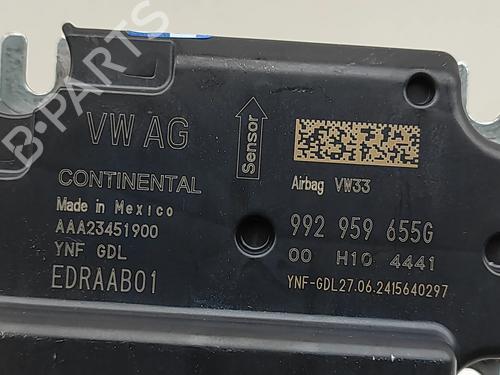 VW AG
CONTINENTAL
Made in Mexico
AAA23451900
YNF GDL
EDRAAB01
Sensor
Airbag VW33
992 959 655G
00 H10 4441
YNF-GDL27.06.2415640297
B-PARTS